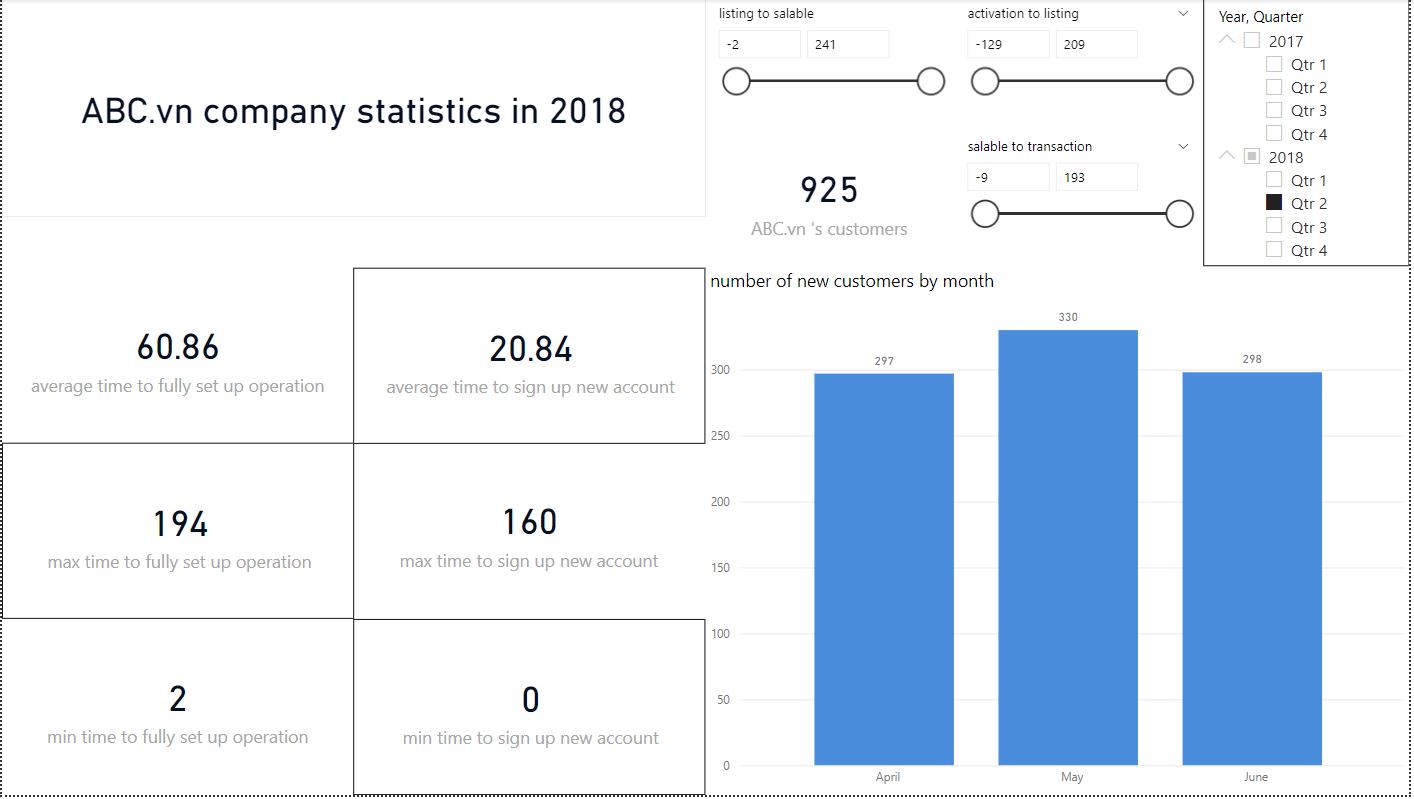 ABC.vn company statistics in 2018
listing to salable
-2 241
activation to listing
-129 209
salable to transaction
-9 193
925
ABC.vn 's customers
Year, Quarter
2017
Qtr 1
Qtr 2
Qtr 3
Qtr 4
2018
Qtr 1
Qtr 2
Qtr 3
Qtr 4
60.86
average time to fully set up operation
20.84
average time to sign up new account
194
max time to fully set up operation
160
max time to sign up new account
2
min time to fully set up operation
0
min time to sign up new account
number of new customers by month
330
297
298
300
250
200
150
100
50
0
April May June